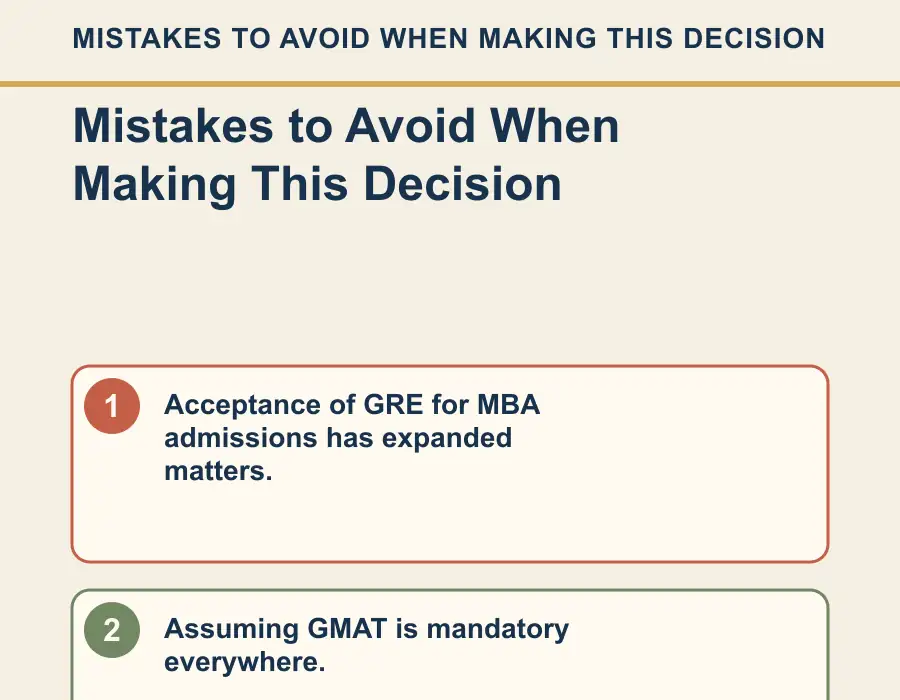 MISTAKES TO AVOID WHEN MAKING THIS DECISION
Mistakes to Avoid When
Making This Decision
1
Acceptance of GRE for MBA
admissions has expanded
matters.
2
Assuming GMAT is mandatory
everywhere.